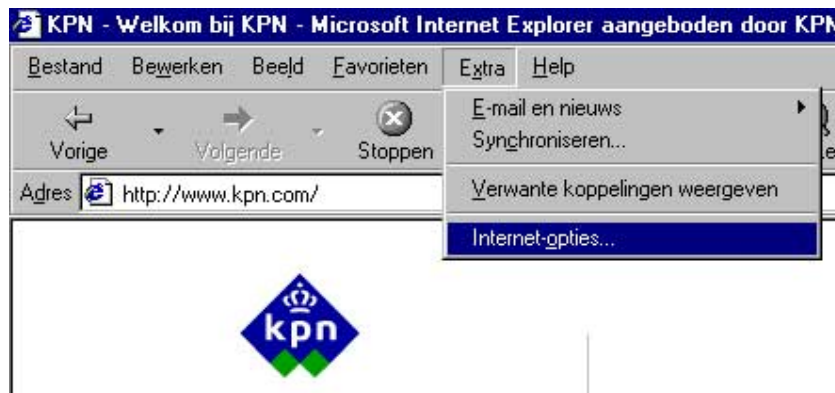 KPN - Welkom bij KPN - Microsoft Internet Explorer aangeboden door KPN
Bestand Bewerken Beeld Favorieten Extra Help
Vorige Volgende Stoppen
E-mail en nieuws
Synchroniseren...
Verwante koppelingen weergeven
Internet-opties...
Adres http://www.kpn.com/
kpn